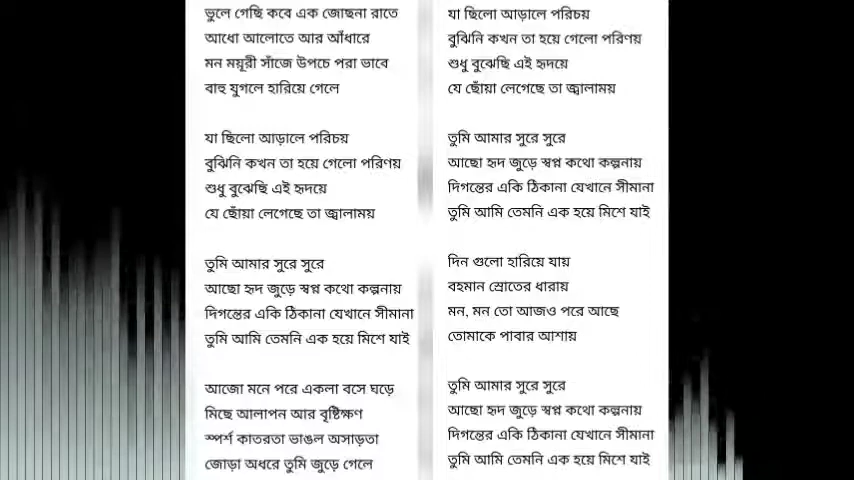 ভুলে গেছি কবে এক জোছনা রাতে
আধো আলোতে আর আঁধারে
মন ময়ূরী সাঁজে উপচে পরা ভাবে
বাহু যুগলে হারিয়ে গেলে
যা ছিলো আড়ালে পরিচয়
বুঝিনি কখন তা হয়ে গেলো পরিণয়
শুধু বুঝেছি এই হৃদয়ে
যে ছোঁয়া লেগেছে তা জ্বালাময়
তুমি আমার সুরে সুরে
আছো হৃদ জুড়ে স্বপ্ন কথো কল্পনায়
দিগন্তের একি ঠিকানা যেখানে সীমানা
তুমি আমি তেমনি এক হয়ে মিশে যাই
আজো মনে পরে একলা বসে ঘড়ে
মিছে আলাপন আর বৃষ্টিক্ষণ
স্পর্শ কাতরতা ভাঙল অসাড়তা
জোড়া অধরে তুমি জুড়ে গেলে
যা ছিলো আড়ালে পরিচয়
বুঝিনি কখন তা হয়ে গেলো পরিণয়
শুধু বুঝেছি এই হৃদয়ে
যে ছোঁয়া লেগেছে তা জ্বালাময়
তুমি আমার সুরে সুরে
আছো হৃদ জুড়ে স্বপ্ন কথো কল্পনায়
দিগন্তের একি ঠিকানা যেখানে সীমানা
তুমি আমি তেমনি এক হয়ে মিশে যাই
দিন গুলো হারিয়ে যায়
বহমান স্রোতের ধারায়
মন, মন তো আজও পরে আছে
তোমাকে পাবার আশায়
তুমি আমার সুরে সুরে
আছো হৃদ জুড়ে স্বপ্ন কথো কল্পনায়
দিগন্তের একি ঠিকানা যেখানে সীমানা
তুমি আমি তেমনি এক হয়ে মিশে যাই